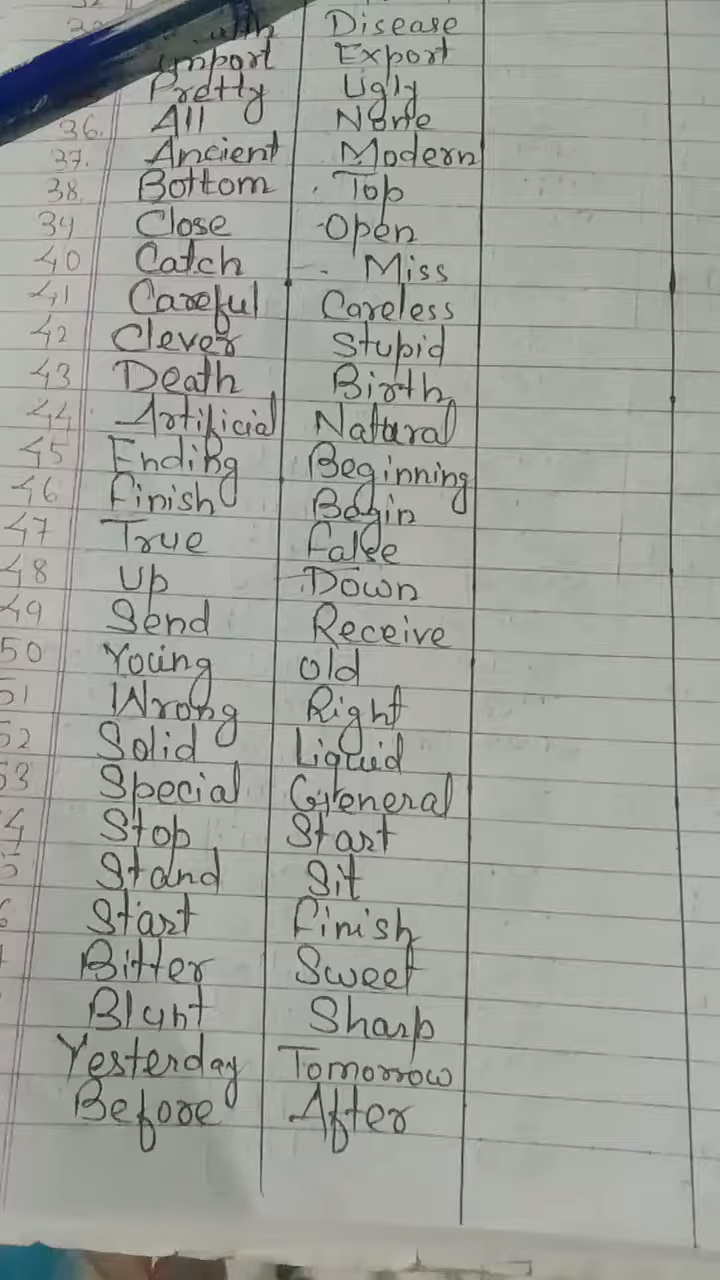 Disease
Import Export
Pretty Ugly
36. All None
37. Ancient Modern
38. Bottom Top
39 Close Open
40 Catch Miss
41 Careful Careless
42 Clever Stupid
43 Death Birth
44 Artificial Natural
45 Ending Beginning
46 Finish Begin
47 True False
48 Up Down
49 Send Receive
50 Young Old
51 Wrong Right
52 Solid Liquid
53 Special General
4 Stop Start
5 Stand Sit
6 Start Finish
Bitter Sweet
Blunt Sharp
Yesterday Tomorrow
Before After